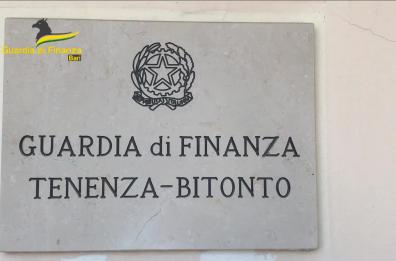 Guardia di Finanza
Bari
GUARDIA di FINANZA
TENENZA-BITONTO